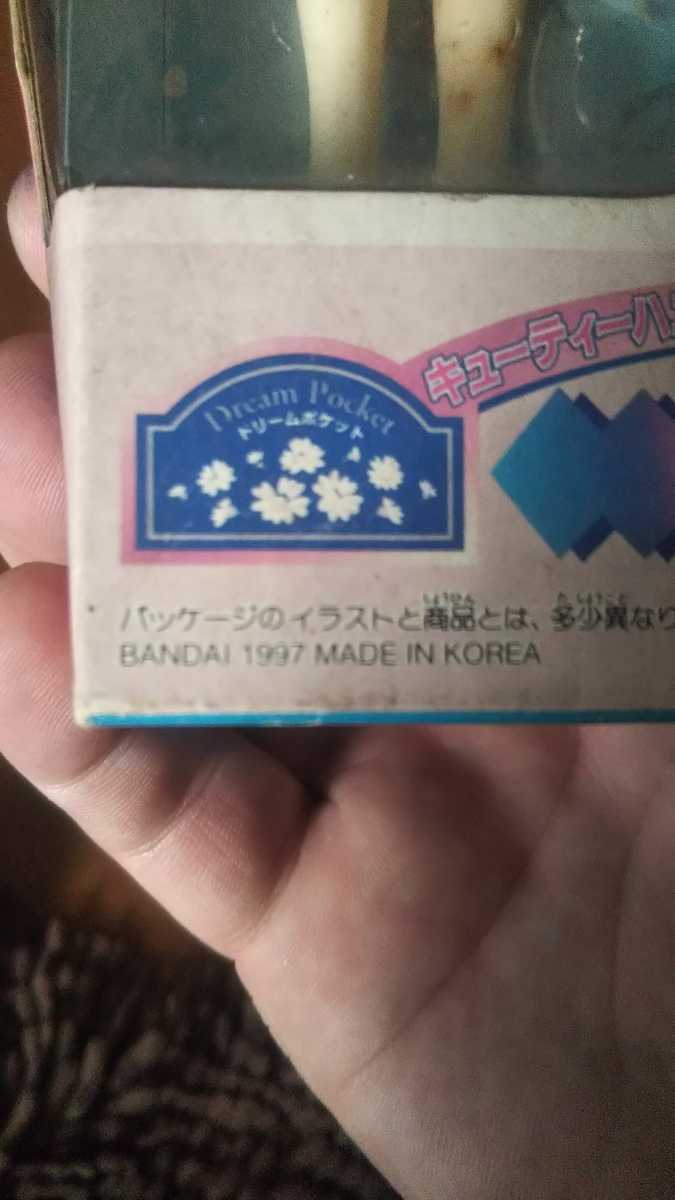 キューティーハ
Dream Pocket
ドリームポケット
パッケージのイラストと商品とは、多少異なり
BANDAI 1997 MADE IN KOREA